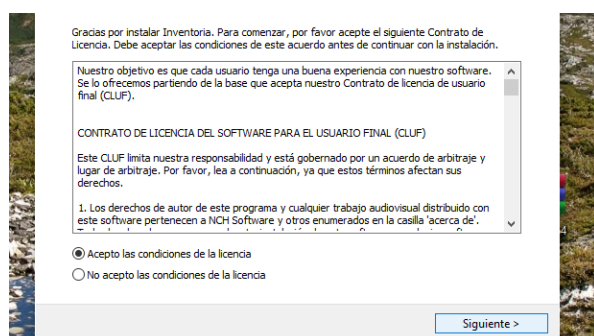 Gracias por instalar Inventoria. Para comenzar, por favor acepte el siguiente Contrato de
Licencia. Debe aceptar las condiciones de este acuerdo antes de continuar con la instalación.
Nuestro objetivo es que cada usuario tenga una buena experiencia con nuestro software.
Se lo ofrecemos partiendo de la base que acepta nuestro Contrato de licencia de usuario
final (CLUF).
CONTRATO DE LICENCIA DEL SOFTWARE PARA EL USUARIO FINAL (CLUF)
Este CLUF limita nuestra responsabilidad y está gobernado por un acuerdo de arbitraje y
lugar de arbitraje. Por favor, lea a continuación, ya que estos términos afectan sus
derechos.
1. Los derechos de autor de este programa y cualquier trabajo audiovisual distribuido con
este software pertenecen a NCH Software y otros enumerados en la casilla 'acerca de'.
Acepto las condiciones de la licencia
No acepto las condiciones de la licencia
Siguiente >